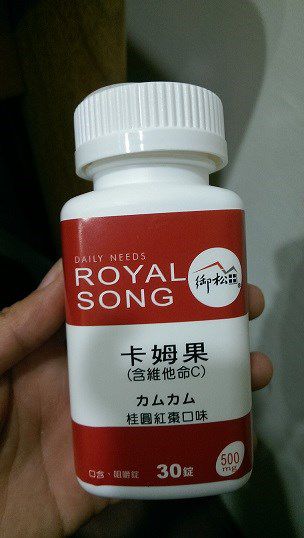 DAILY NEEDS
ROYAL
SONG
御松田
卡姆果
(含維他命C)
カムカム
桂圓紅棗口味
口含、咀嚼錠
30錠
500
mg